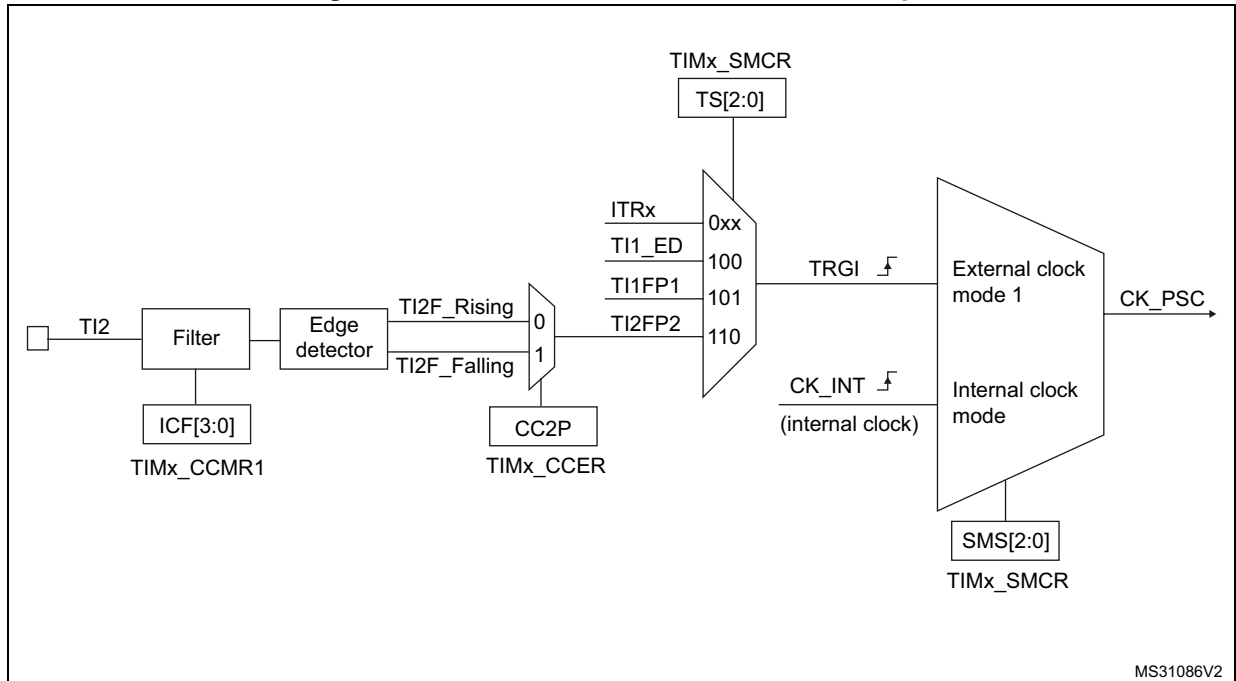 TIMx_SMCR
TS[2:0]
ITRx
0xx
TI1_ED
100
TRGI
External clock
mode 1
TI1FP1
101
CK_PSC
TI2F_Rising
0
TI2
Filter
Edge
detector
TI2FP2
110
TI2F_Falling
1
CK_INT
(internal clock)
Internal clock
mode
ICF[3:0]
CC2P
TIMx_CCMR1
TIMx_CCER
SMS[2:0]
TIMx_SMCR
MS31086V2